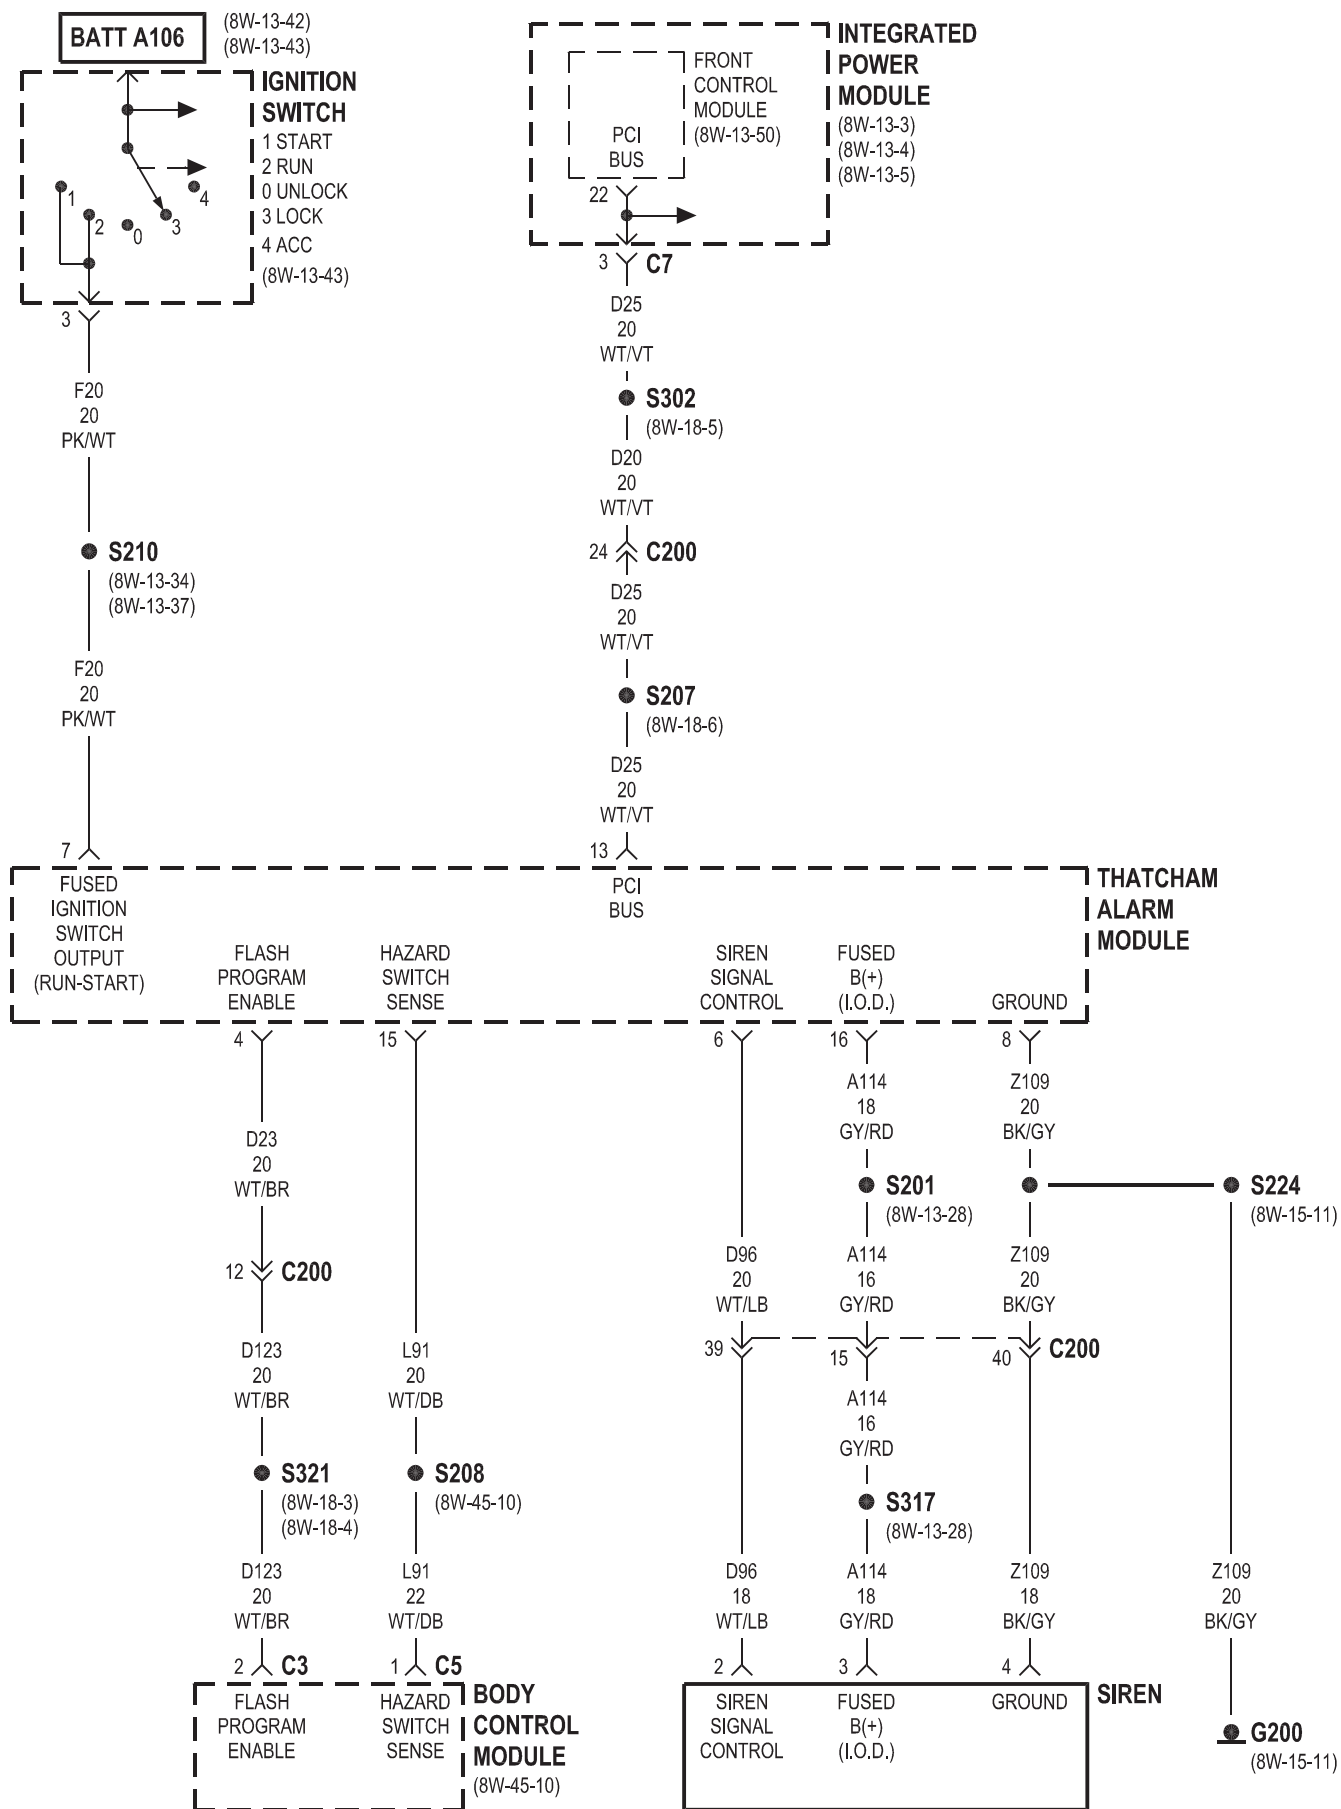 BATT A106
(8W-13-42)
(8W-13-43)
IGNITION
SWITCH
1 START
2 RUN
0 UNLOCK
3 LOCK
4 ACC
(8W-13-43)
1
2
0
3
4
3
F20
20
PK/WT
S210
(8W-13-34)
(8W-13-37)
F20
20
PK/WT
7
INTEGRATED
POWER
MODULE
(8W-13-3)
(8W-13-4)
(8W-13-5)
FRONT
CONTROL
MODULE
(8W-13-50)
PCI
BUS
22
3
C7
D25
20
WT/VT
S302
(8W-18-5)
D20
20
WT/VT
24
C200
D25
20
WT/VT
S207
(8W-18-6)
D25
20
WT/VT
13
THATCHAM
ALARM
MODULE
FUSED
IGNITION
SWITCH
OUTPUT
(RUN-START)
PCI
BUS
FLASH
PROGRAM
ENABLE
HAZARD
SWITCH
SENSE
SIREN
SIGNAL
CONTROL
FUSED
B(+)
(I.O.D.)
GROUND
4
15
6
16
8
D23
20
WT/BR
12
C200
D123
20
WT/BR
S321
(8W-18-3)
(8W-18-4)
D123
20
WT/BR
2
C3
L91
20
WT/DB
S208
(8W-45-10)
L91
22
WT/DB
1
C5
FLASH
PROGRAM
ENABLE
HAZARD
SWITCH
SENSE
BODY
CONTROL
MODULE
(8W-45-10)
D96
20
WT/LB
39
D96
18
WT/LB
2
A114
18
GY/RD
S201
(8W-13-28)
A114
16
GY/RD
15
A114
16
GY/RD
S317
(8W-13-28)
A114
18
GY/RD
3
Z109
20
BK/GY
Z109
20
BK/GY
40
C200
Z109
18
BK/GY
4
S224
(8W-15-11)
Z109
20
BK/GY
G200
(8W-15-11)
SIREN
SIREN
SIGNAL
CONTROL
FUSED
B(+)
(I.O.D.)
GROUND